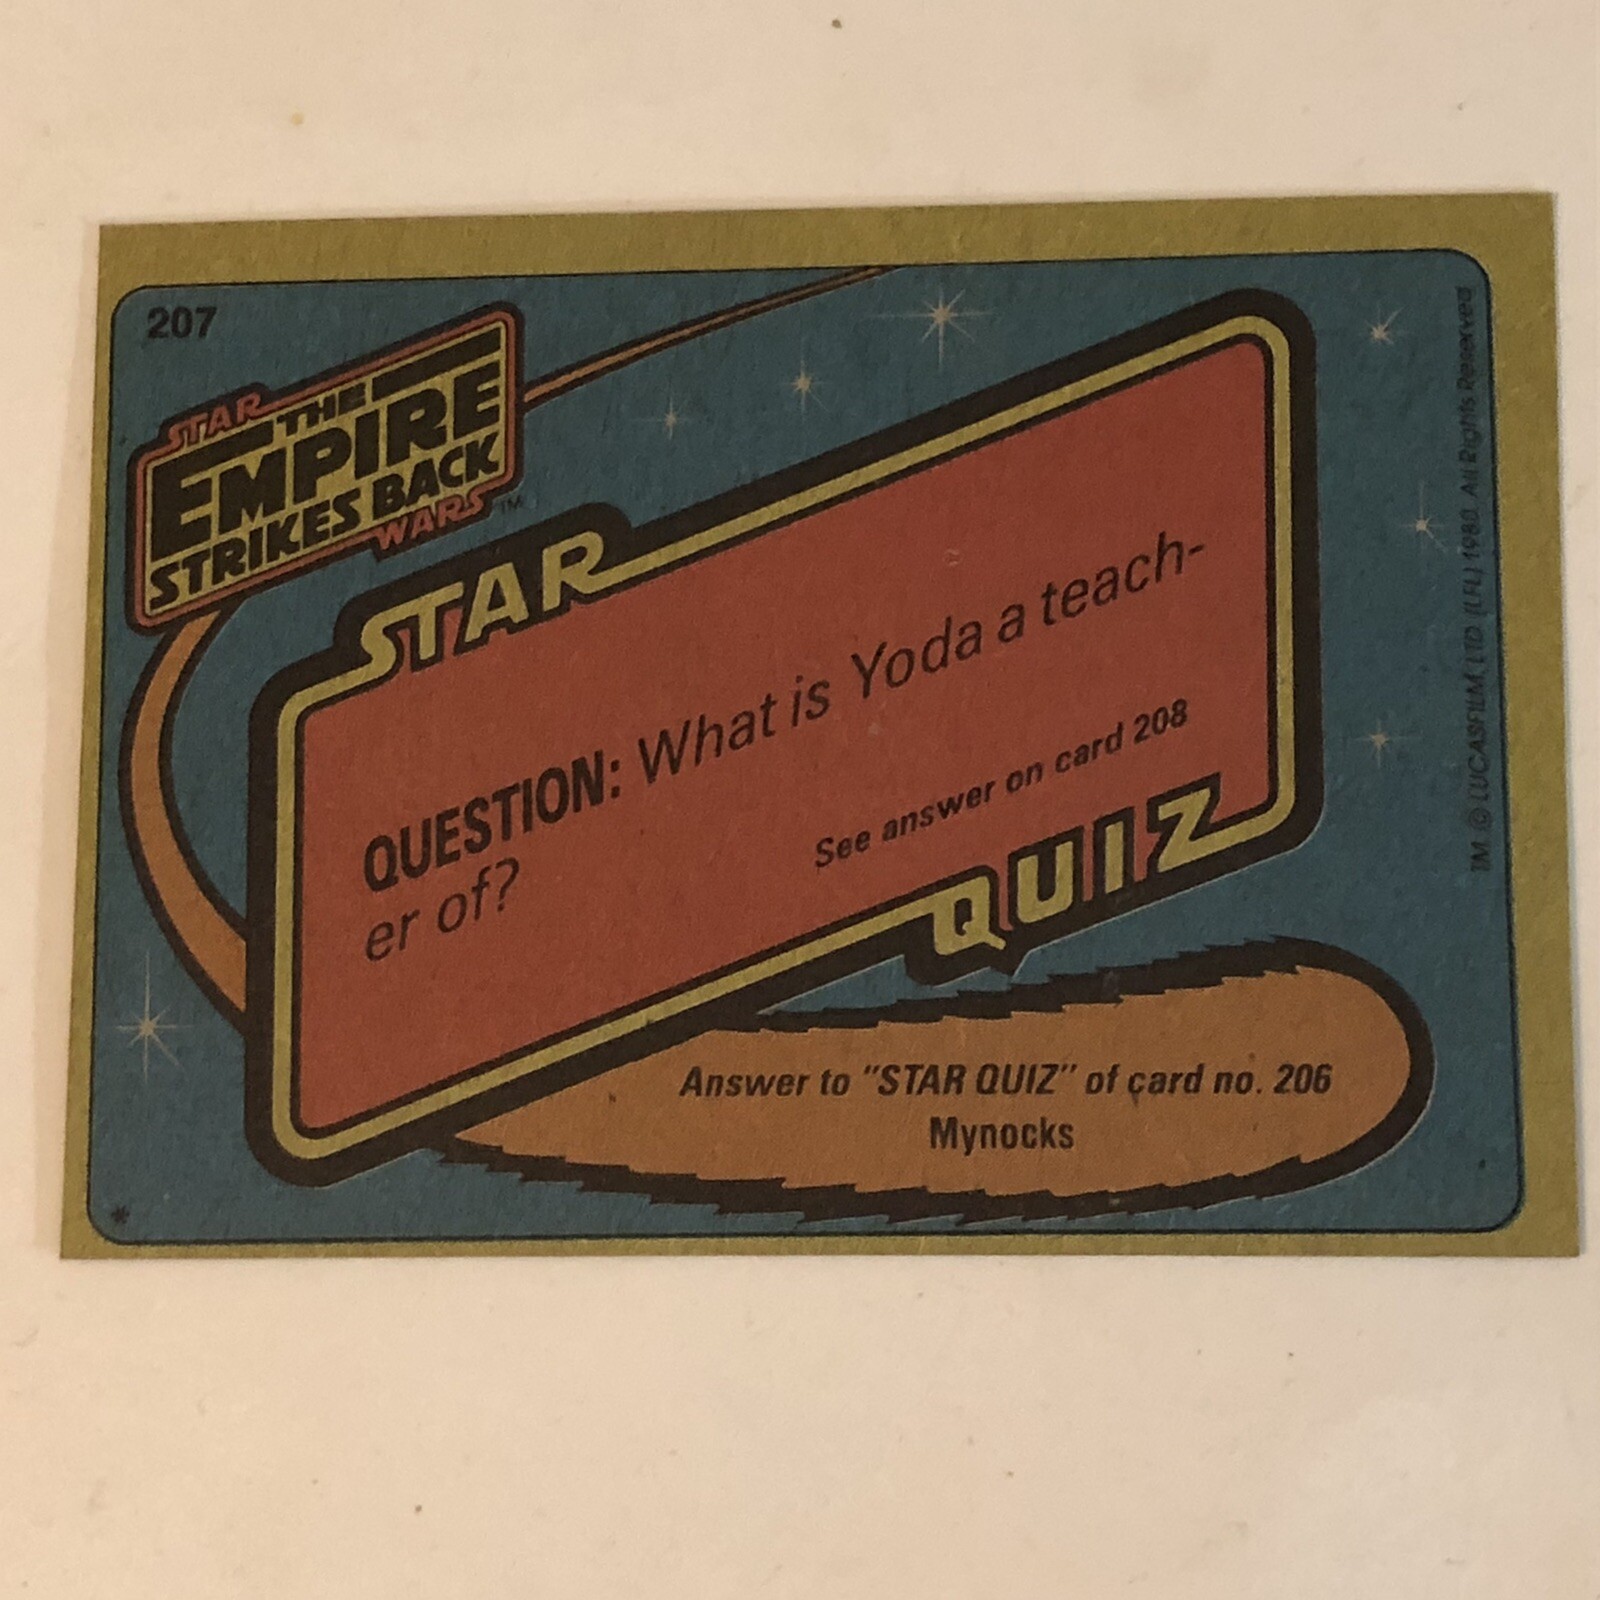 207
STAR
THE
EMPIRE
STRIKES BACK
WARS™
STAR
QUESTION: What is Yoda a teach-
er of?
See answer on card 208
QUIZ
Answer to "STAR QUIZ" of card no. 206
Mynocks
*
TM © LUCASFILM, LTD (LFL) 1980. All Rights Reserved